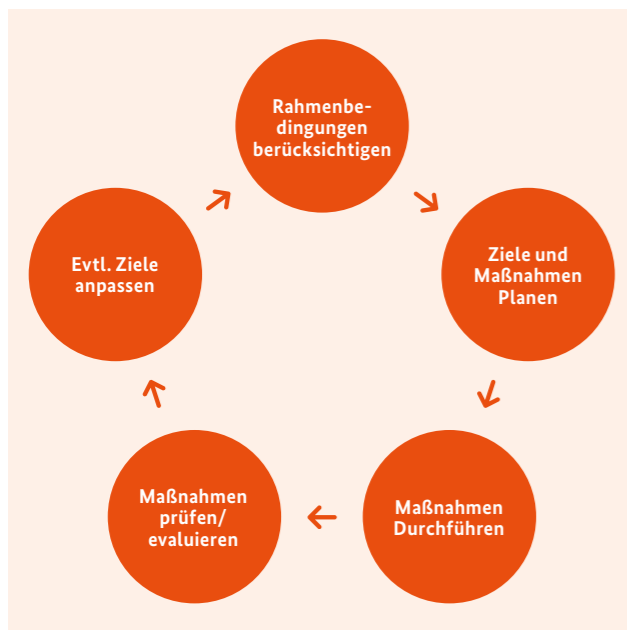 Rahmenbe-
dingungen
berücksichtigen
Ziele und
Maßnahmen
Planen
Maßnahmen
Durchführen
Maßnahmen
prüfen/
evaluieren
Evtl. Ziele
anpassen